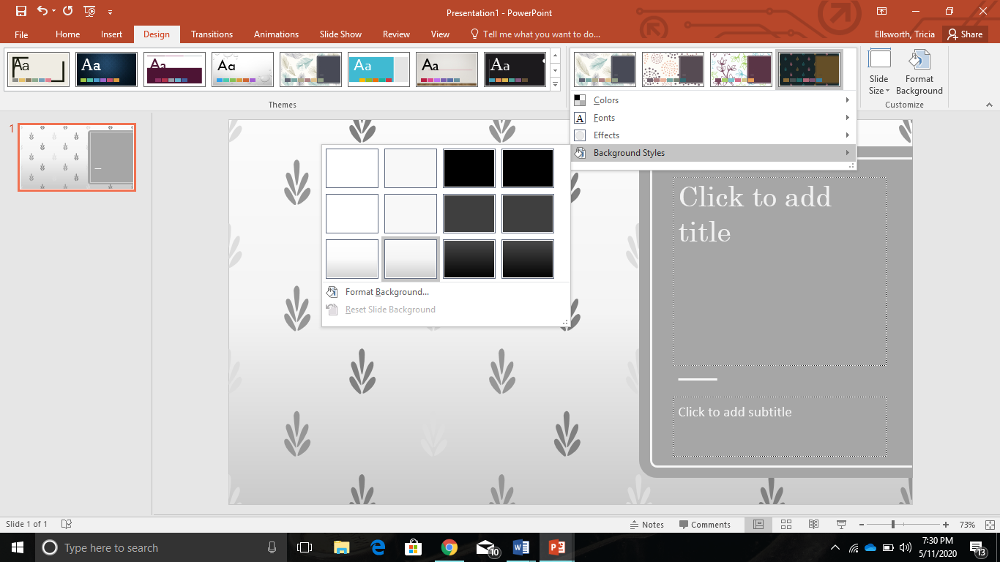 Presentation1 - PowerPoint
File Home Insert Design Transitions Animations Slide Show Review View Tell me what you want to do... Ellsworth, Tricia Share
Aa Aa Aa Aa Aa Aa Aa
Slide Size Format Background
Themes Customize
Colors
Fonts
Effects
Background Styles
Format Background...
Reset Slide Background
1
Click to add
title
Click to add subtitle
Slide 1 of 1 Notes Comments 73%
Type here to search 10 7:30 PM
5/11/2020 13